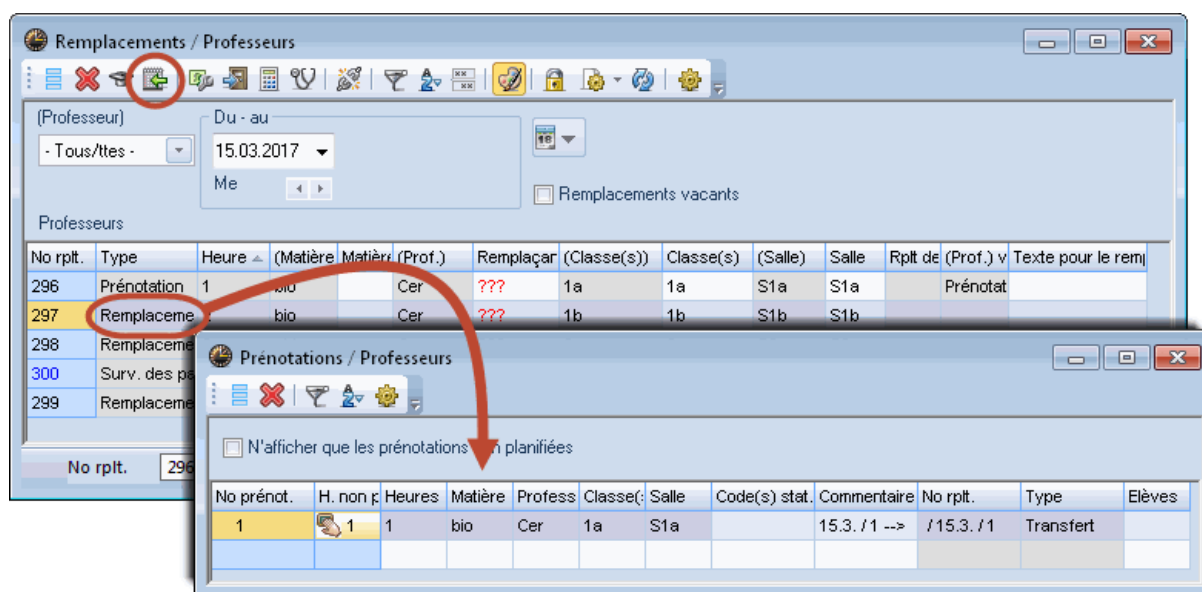 Remplacements / Professeurs
(Professeur)
Du - au
- Tous/ttes -
15.03.2017
18
Me
Remplacements vacants
Professeurs
No rplt. Type Heure (Matière Matière (Prof.) Remplaçar (Classe(s)) Classe(s) (Salle) Salle Rplt de (Prof.) v Texte pour le remp
296 Prénotation 1 bio Cer ??? 1a 1a S1a S1a Prénotat
297 Remplaceme bio Cer ??? 1b 1b S1b S1b
298 Remplaceme
300 Surv. des pa
299 Remplaceme
No rplt. 296
Prénotations / Professeurs
N'afficher que les prénotations planifiées
No prénot. H. non p Heures Matière Profess Classe(s Salle Code(s) stat. Commentaire No rplt. Type Elèves
1 1 1 bio Cer 1a S1a 15.3. /1 --> /15.3. /1 Transfert